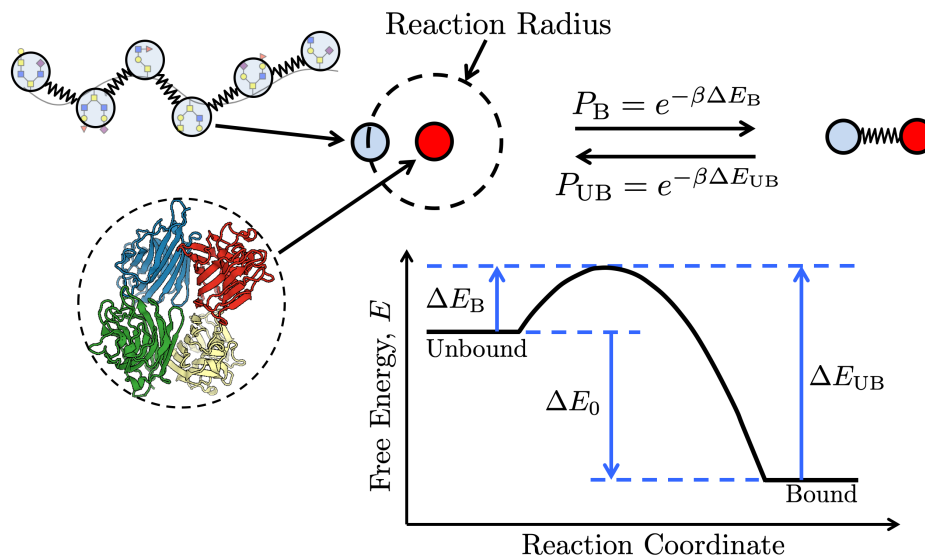 Reaction Radius
P_B = e^{-βΔE_B}
P_UB = e^{-βΔE_UB}
Free Energy, E
ΔE_B
Unbound
ΔE_0
ΔE_UB
Bound
Reaction Coordinate